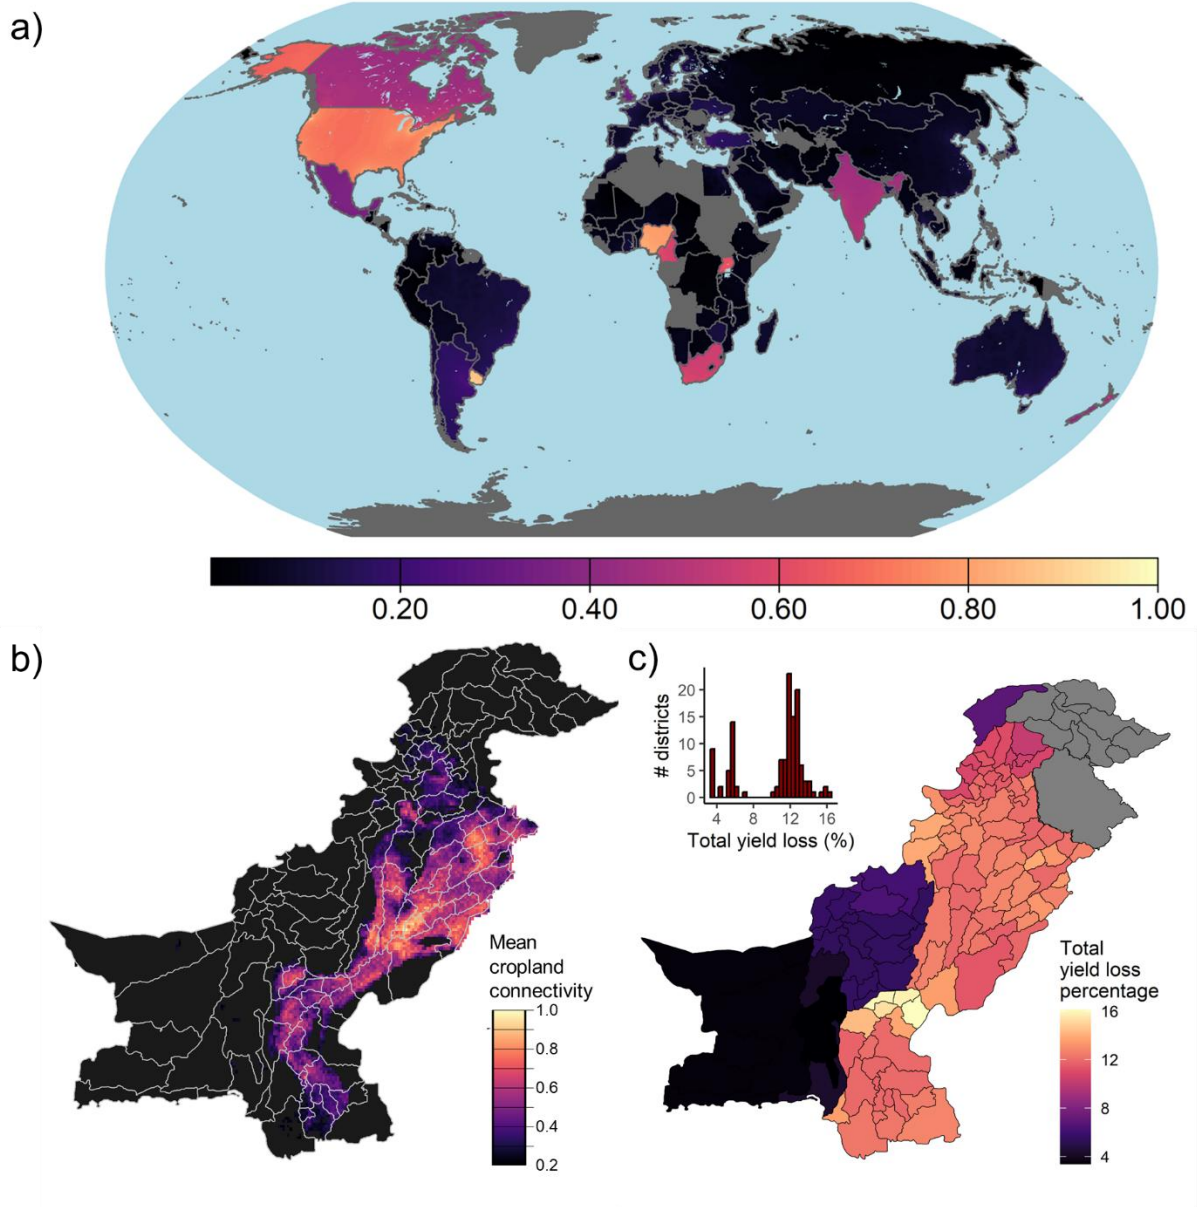 a)
0.20 0.40 0.60 0.80 1.00
b)
Mean
cropland
connectivity
1.0
0.8
0.6
0.4
0.2
c)
# districts
20
15
10
5
0
4 8 12 16
Total yield loss (%)
Total
yield loss
percentage
16
12
8
4